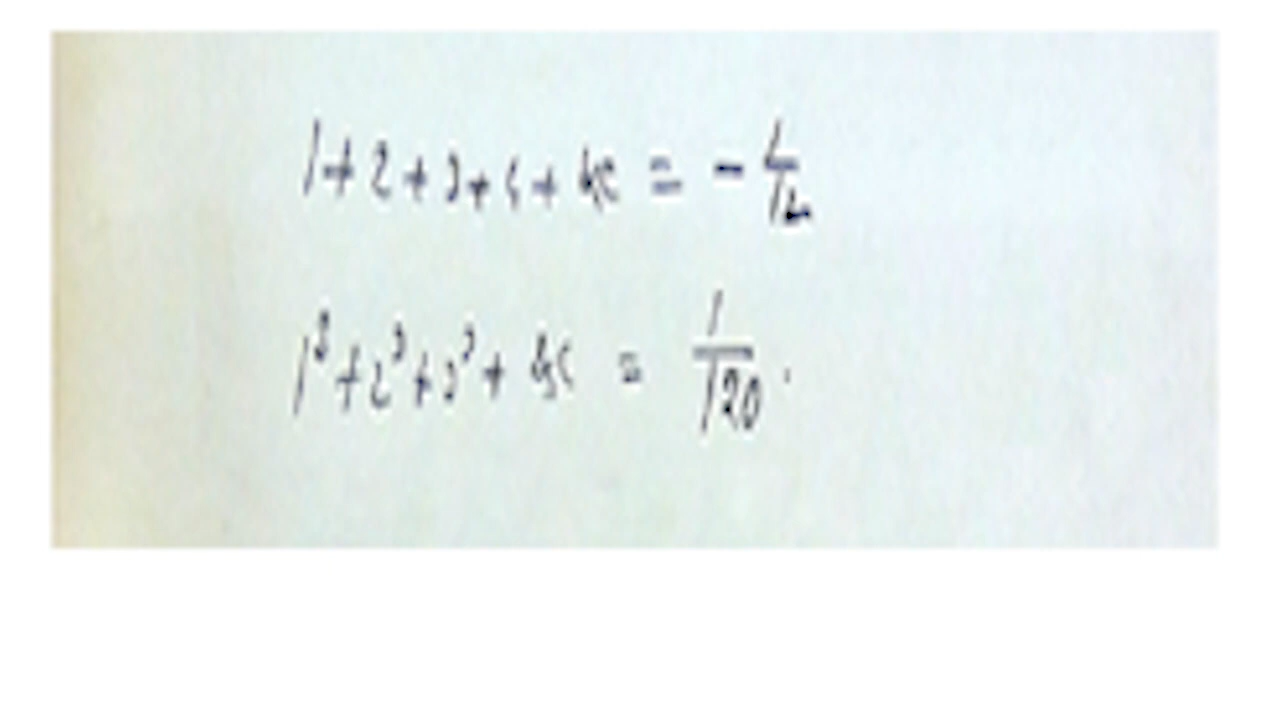 1+2+3+4+ &c = -1/12
1³+2³+3³+ &c = 1/120.